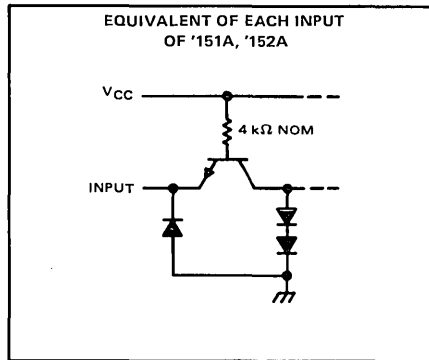 EQUIVALENT OF EACH INPUT
OF '151A, '152A
VCC
4 kΩ NOM
INPUT